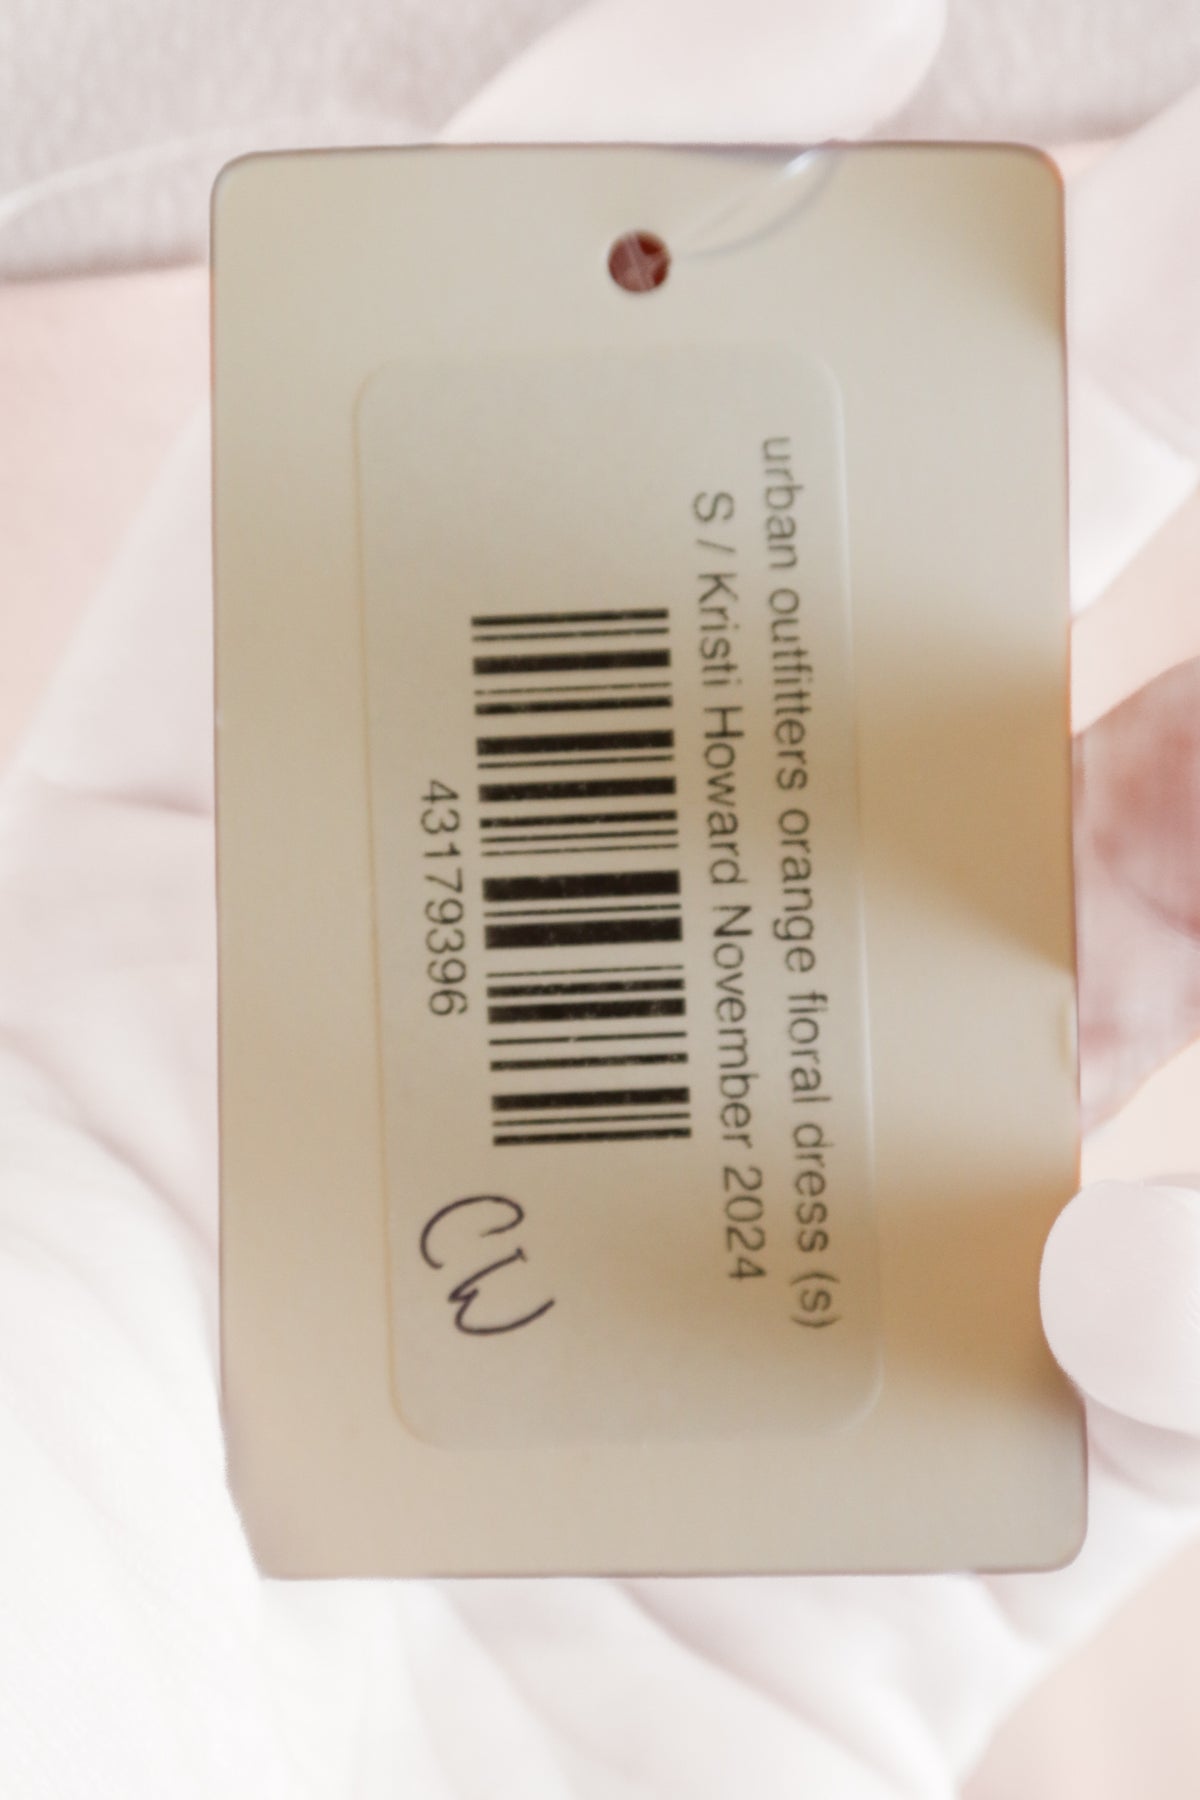 urban outfitters orange floral dress (s)
S / Kristi Howard November 2024
43179396
CW